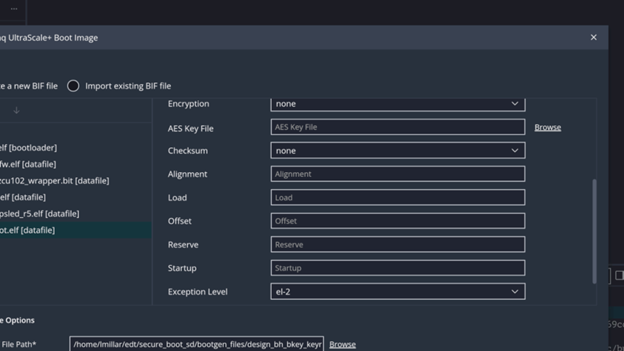 ...
q UltraScale+ Boot Image
e a new BIF file Import existing BIF file
Encryption none
elf [bootloader]
AES Key File AES Key File Browse
fw.elf [datafile]
Checksum none
zcu102_wrapper.bit [datafile]
Alignment Alignment
.elf [datafile]
Load Load
psled_r5.elf [datafile]
Offset Offset
ot.elf [datafile]
Reserve Reserve
Startup Startup
Exception Level el-2
e Options
File Path* /home/lmillar/edt/secure_boot_sd/bootgen_files/design_bh_bkey_keyr Browse